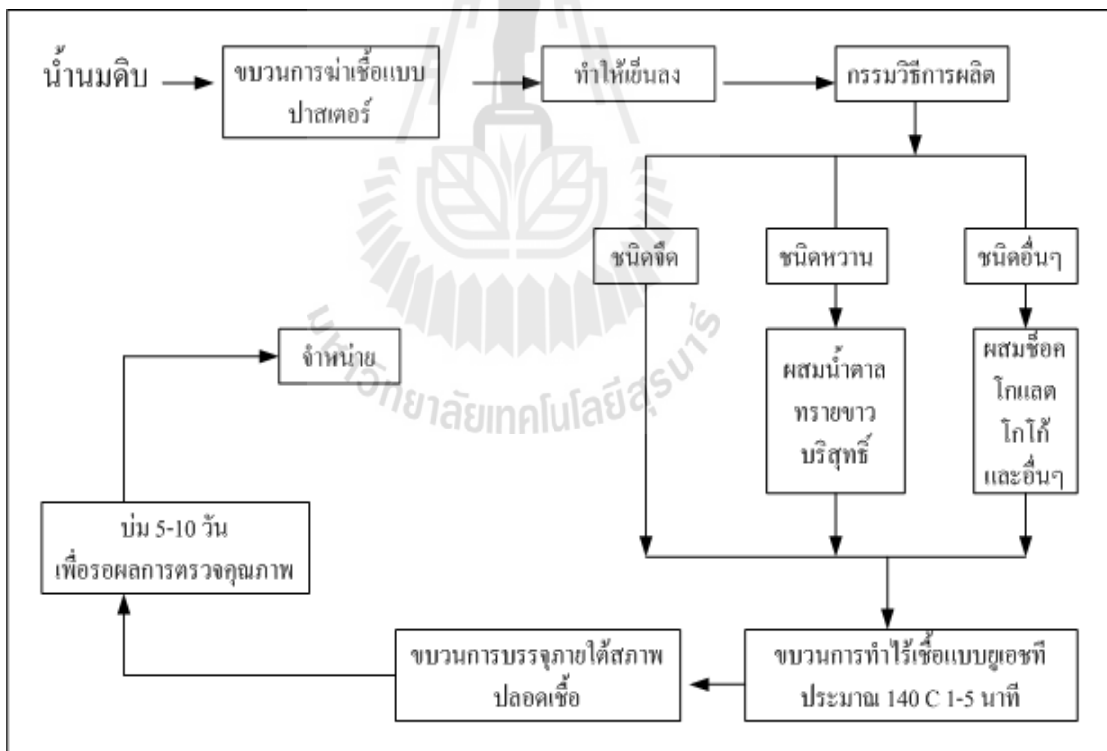 น้ำนมดิบ
ขบวนการฆ่าเชื้อแบบ
ปาสเตอร์
ทำให้เย็นลง
กรรมวิธีการผลิต
ชนิดจืด
ชนิดหวาน
ชนิดอื่นๆ
ผสมน้ำตาล
ทรายขาว
บริสุทธิ์
ผสมช็อค
โกแลต
โกโก้
และอื่นๆ
ขบวนการทำไร้เชื้อแบบยูเอชที
ประมาณ 140 C 1-5 นาที
ขบวนการบรรจุภายใต้สภาพ
ปลอดเชื้อ
บ่ม 5-10 วัน
เพื่อรอผลการตรวจคุณภาพ
จำหน่าย
มหาวิทยาลัยเทคโนโลยีสุรนารี